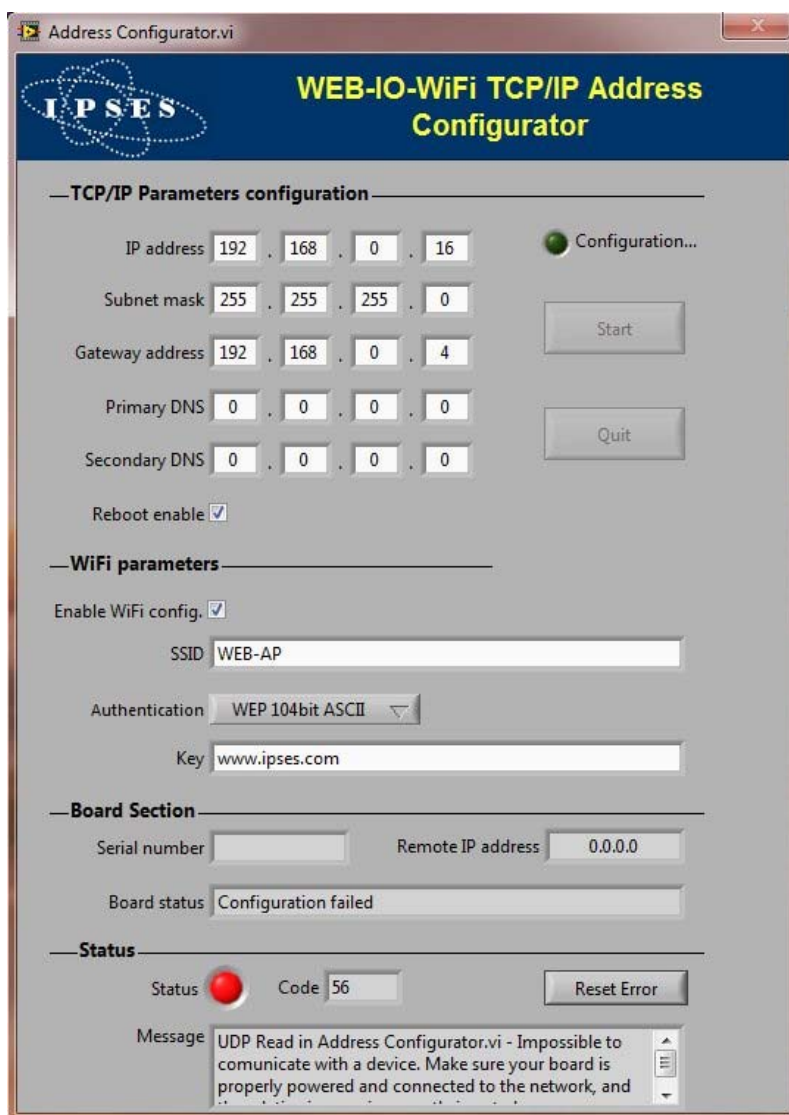 Address Configurator.vi
IPSES
WEB-IO-WiFi TCP/IP Address
Configurator
TCP/IP Parameters configuration
IP address 192 . 168 . 0 . 16
Configuration...
Subnet mask 255 . 255 . 255 . 0
Start
Gateway address 192 . 168 . 0 . 4
Primary DNS 0 . 0 . 0 . 0
Quit
Secondary DNS 0 . 0 . 0 . 0
Reboot enable
WiFi parameters
Enable WiFi config.
SSID WEB-AP
Authentication WEP 104bit ASCII
Key www.ipses.com
Board Section
Serial number Remote IP address 0.0.0.0
Board status Configuration failed
Status
Status Code 56 Reset Error
Message UDP Read in Address Configurator.vi - Impossible to
comunicate with a device. Make sure your board is
properly powered and connected to the network, and